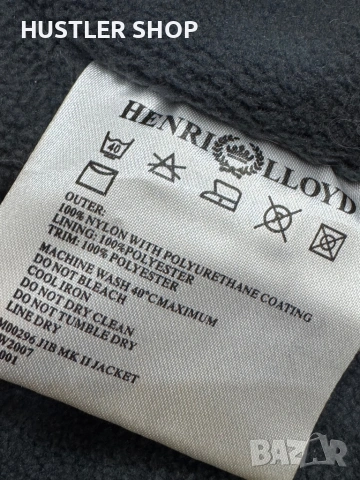 HUSTLER SHOP
HENRI LLOYD
40
OUTER:
100% NYLON WITH POLYURETHANE COATING
LINING: 100%POLYESTER
TRIM: 100% POLYESTER
MACHINE WASH 40°C MAXIMUM
DO NOT BLEACH
COOL IRON
DO NOT DRY CLEAN
DO NOT TUMBLE DRY
LINE DRY
M00296 JIB MK II JACKET
W2007
001
BAZAR